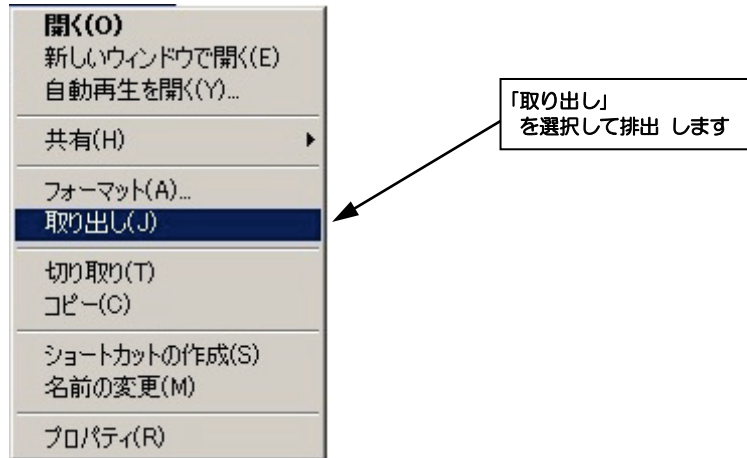 開く(O)
新しいウィンドウで開く(E)
自動再生を開く(Y)...
共有(H)
フォーマット(A)...
取り出し(J)
切り取り(T)
コピー(C)
ショートカットの作成(S)
名前の変更(M)
プロパティ(R)
「取り出し」
を選択して排出 します